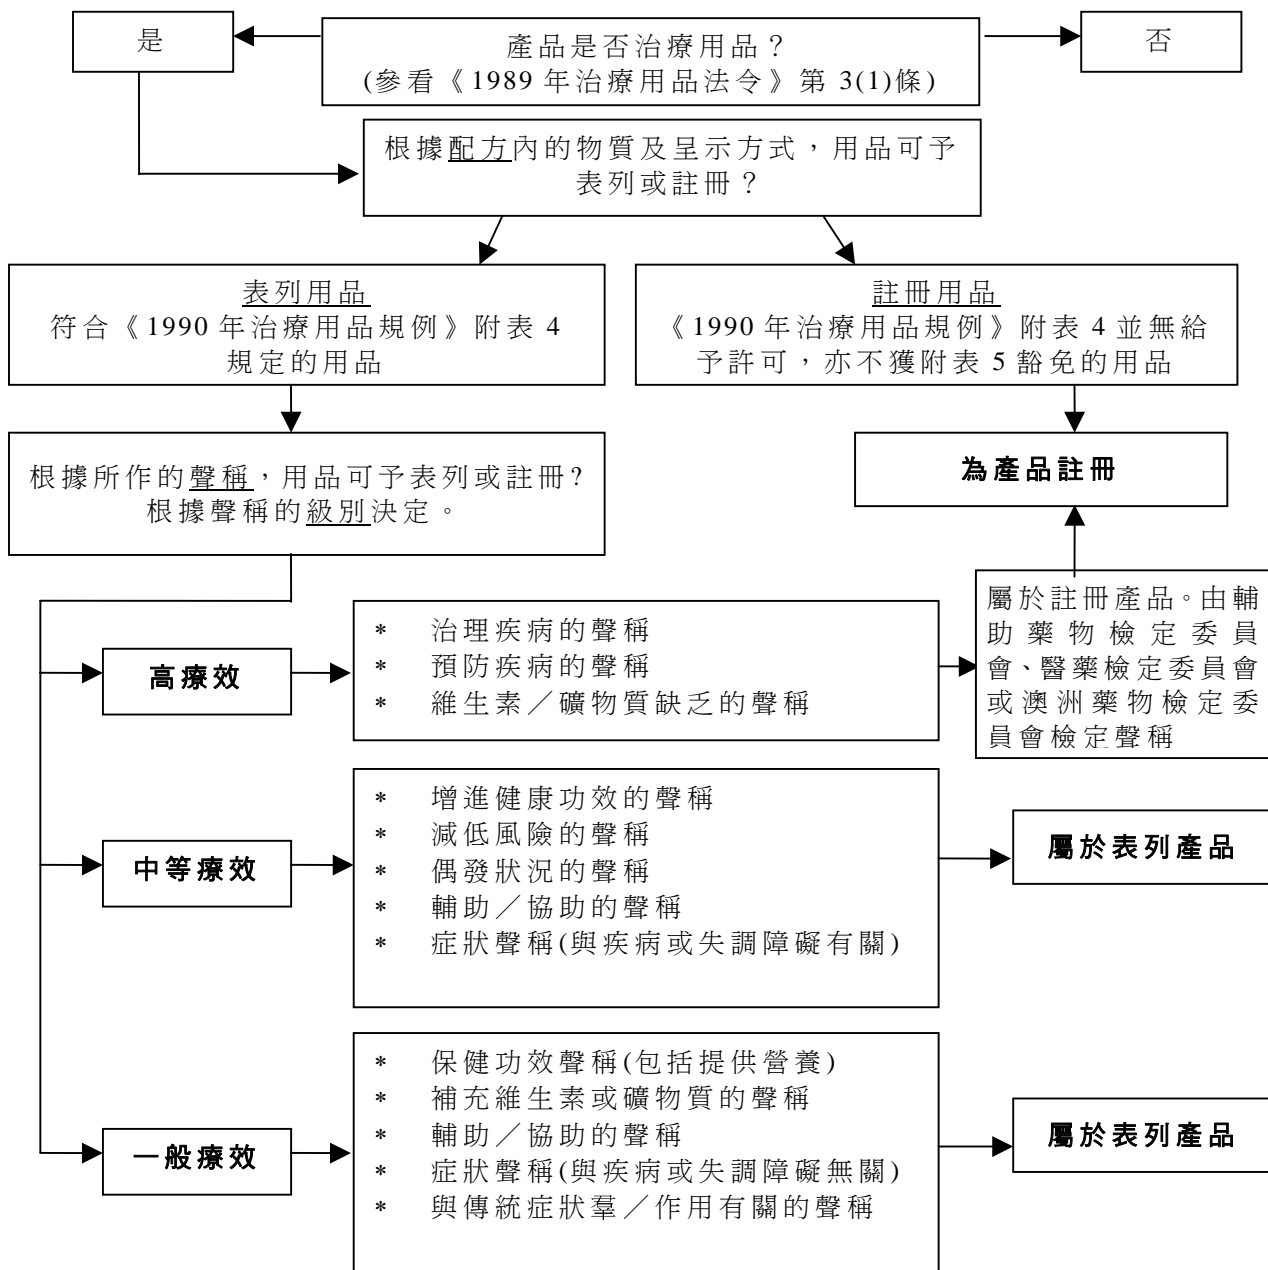 是
產品是否治療用品？
(參看《1989 年治療用品法令》第 3(1)條)
否
根據配方內的物質及呈示方式，用品可予
表列或註冊？
表列用品
符合《1990 年治療用品規例》附表 4
規定的用品
註冊用品
《1990 年治療用品規例》附表 4 並無給
予許可，亦不獲附表 5 豁免的用品
根據所作的聲稱，用品可予表列或註冊?
根據聲稱的級別決定。
為產品註冊
高療效
* 治理疾病的聲稱
* 預防疾病的聲稱
* 維生素／礦物質缺乏的聲稱
屬於註冊產品。由輔
助藥物檢定委員
會、醫藥檢定委員會
或澳洲藥物檢定委
員會檢定聲稱
中等療效
* 增進健康功效的聲稱
* 減低風險的聲稱
* 偶發狀況的聲稱
* 輔助／協助的聲稱
* 症狀聲稱(與疾病或失調障礙有關)
屬於表列產品
一般療效
* 保健功效聲稱(包括提供營養)
* 補充維生素或礦物質的聲稱
* 輔助／協助的聲稱
* 症狀聲稱(與疾病或失調障礙無關)
* 與傳統症狀羣／作用有關的聲稱
屬於表列產品